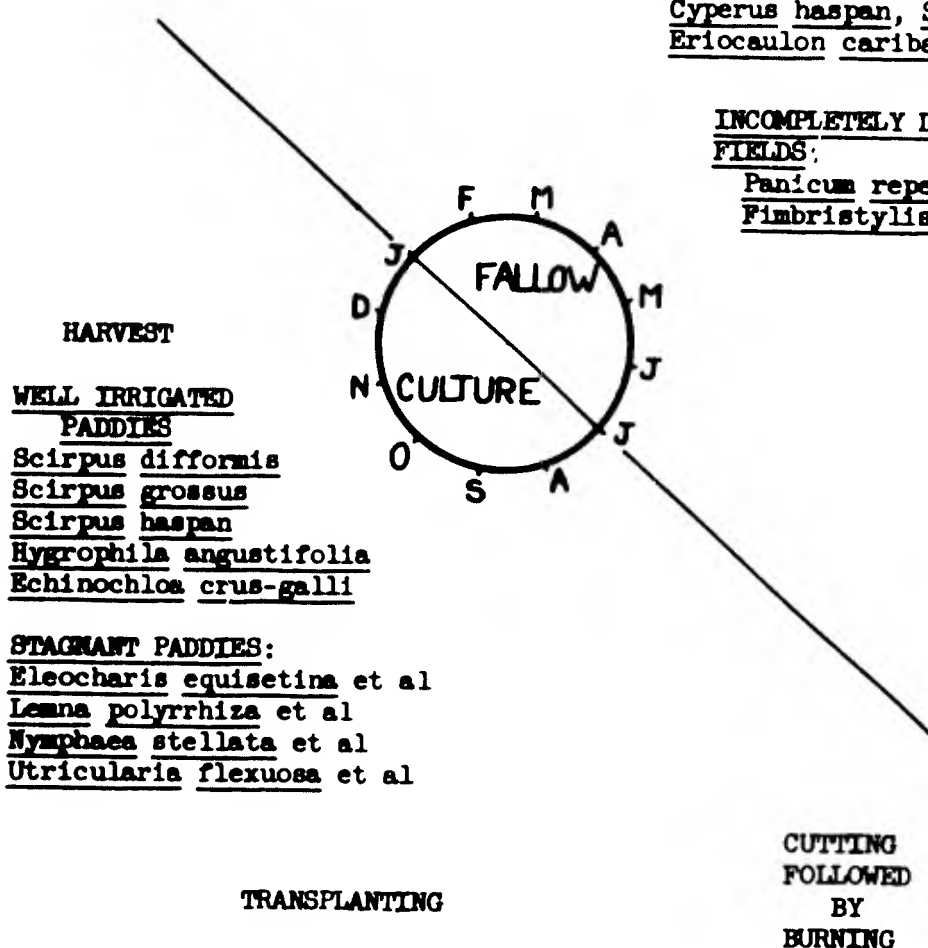 Cyperus haspan,
Eriocaulon
INCOMPLETELY
FIELDS:
Panicum
Fimbristylis
F M
J A
FALLOW
D M
HARVEST
J
N CULTURE
WELL IRRIGATED
PADDIES
J
O
S A
Scirpus difformis
Scirpus grossus
Scirpus haspan
Hygrophila angustifolia
Echinochloa crus-galli
STAGNANT PADDIES:
Eleocharis equisetina et al
Lemna polyrrhiza et al
Nymphaea stellata et al
Utricularia flexuosa et al
CUTTING
FOLLOWED
BY
BURNING
TRANSPLANTING